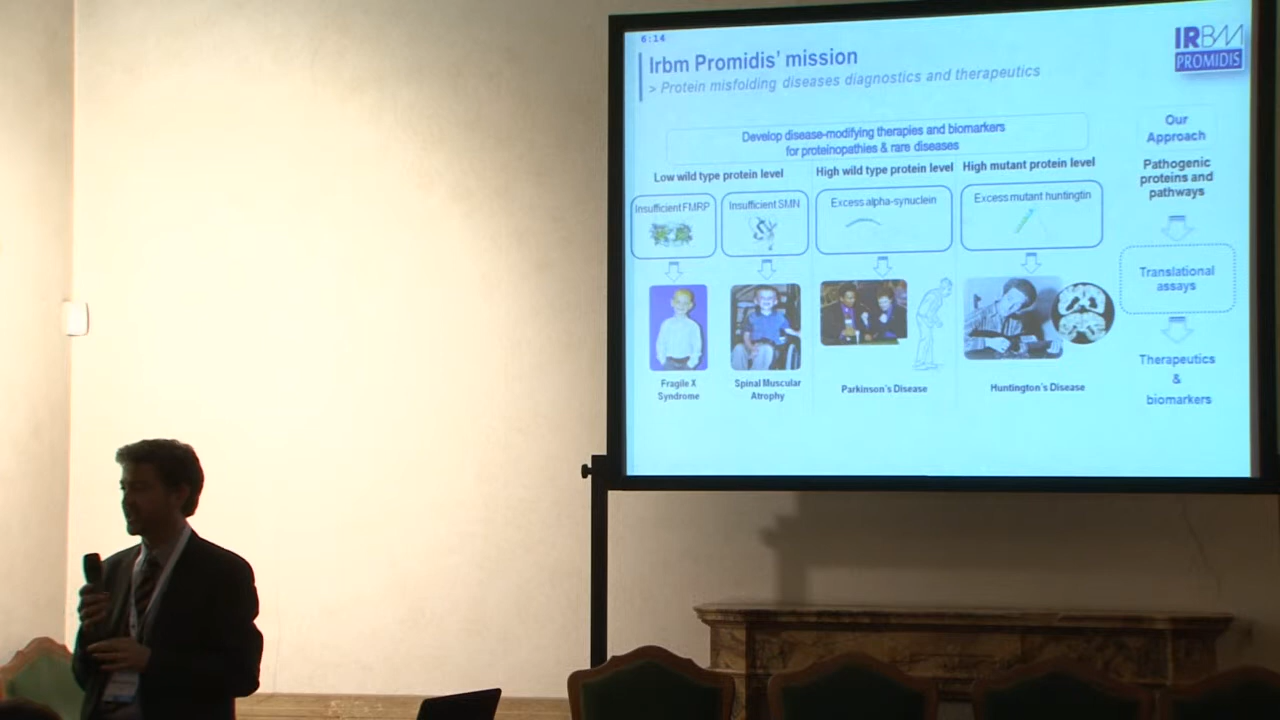 6:14
Irbm Promidis' mission
> Protein misfolding diseases diagnostics and therapeutics
IRBM
PROMIDIS
Develop disease-modifying therapies and biomarkers
for proteinopathies & rare diseases
Low wild type protein level
High wild type protein level
High mutant protein level
Insufficient FMRP
Insufficient SMN
Excess alpha-synuclein
Excess mutant huntingtin
Fragile X
Syndrome
Spinal Muscular
Atrophy
Parkinson's Disease
Huntington's Disease
Our
Approach
Pathogenic
proteins and
pathways
Translational
assays
Therapeutics
&
biomarkers